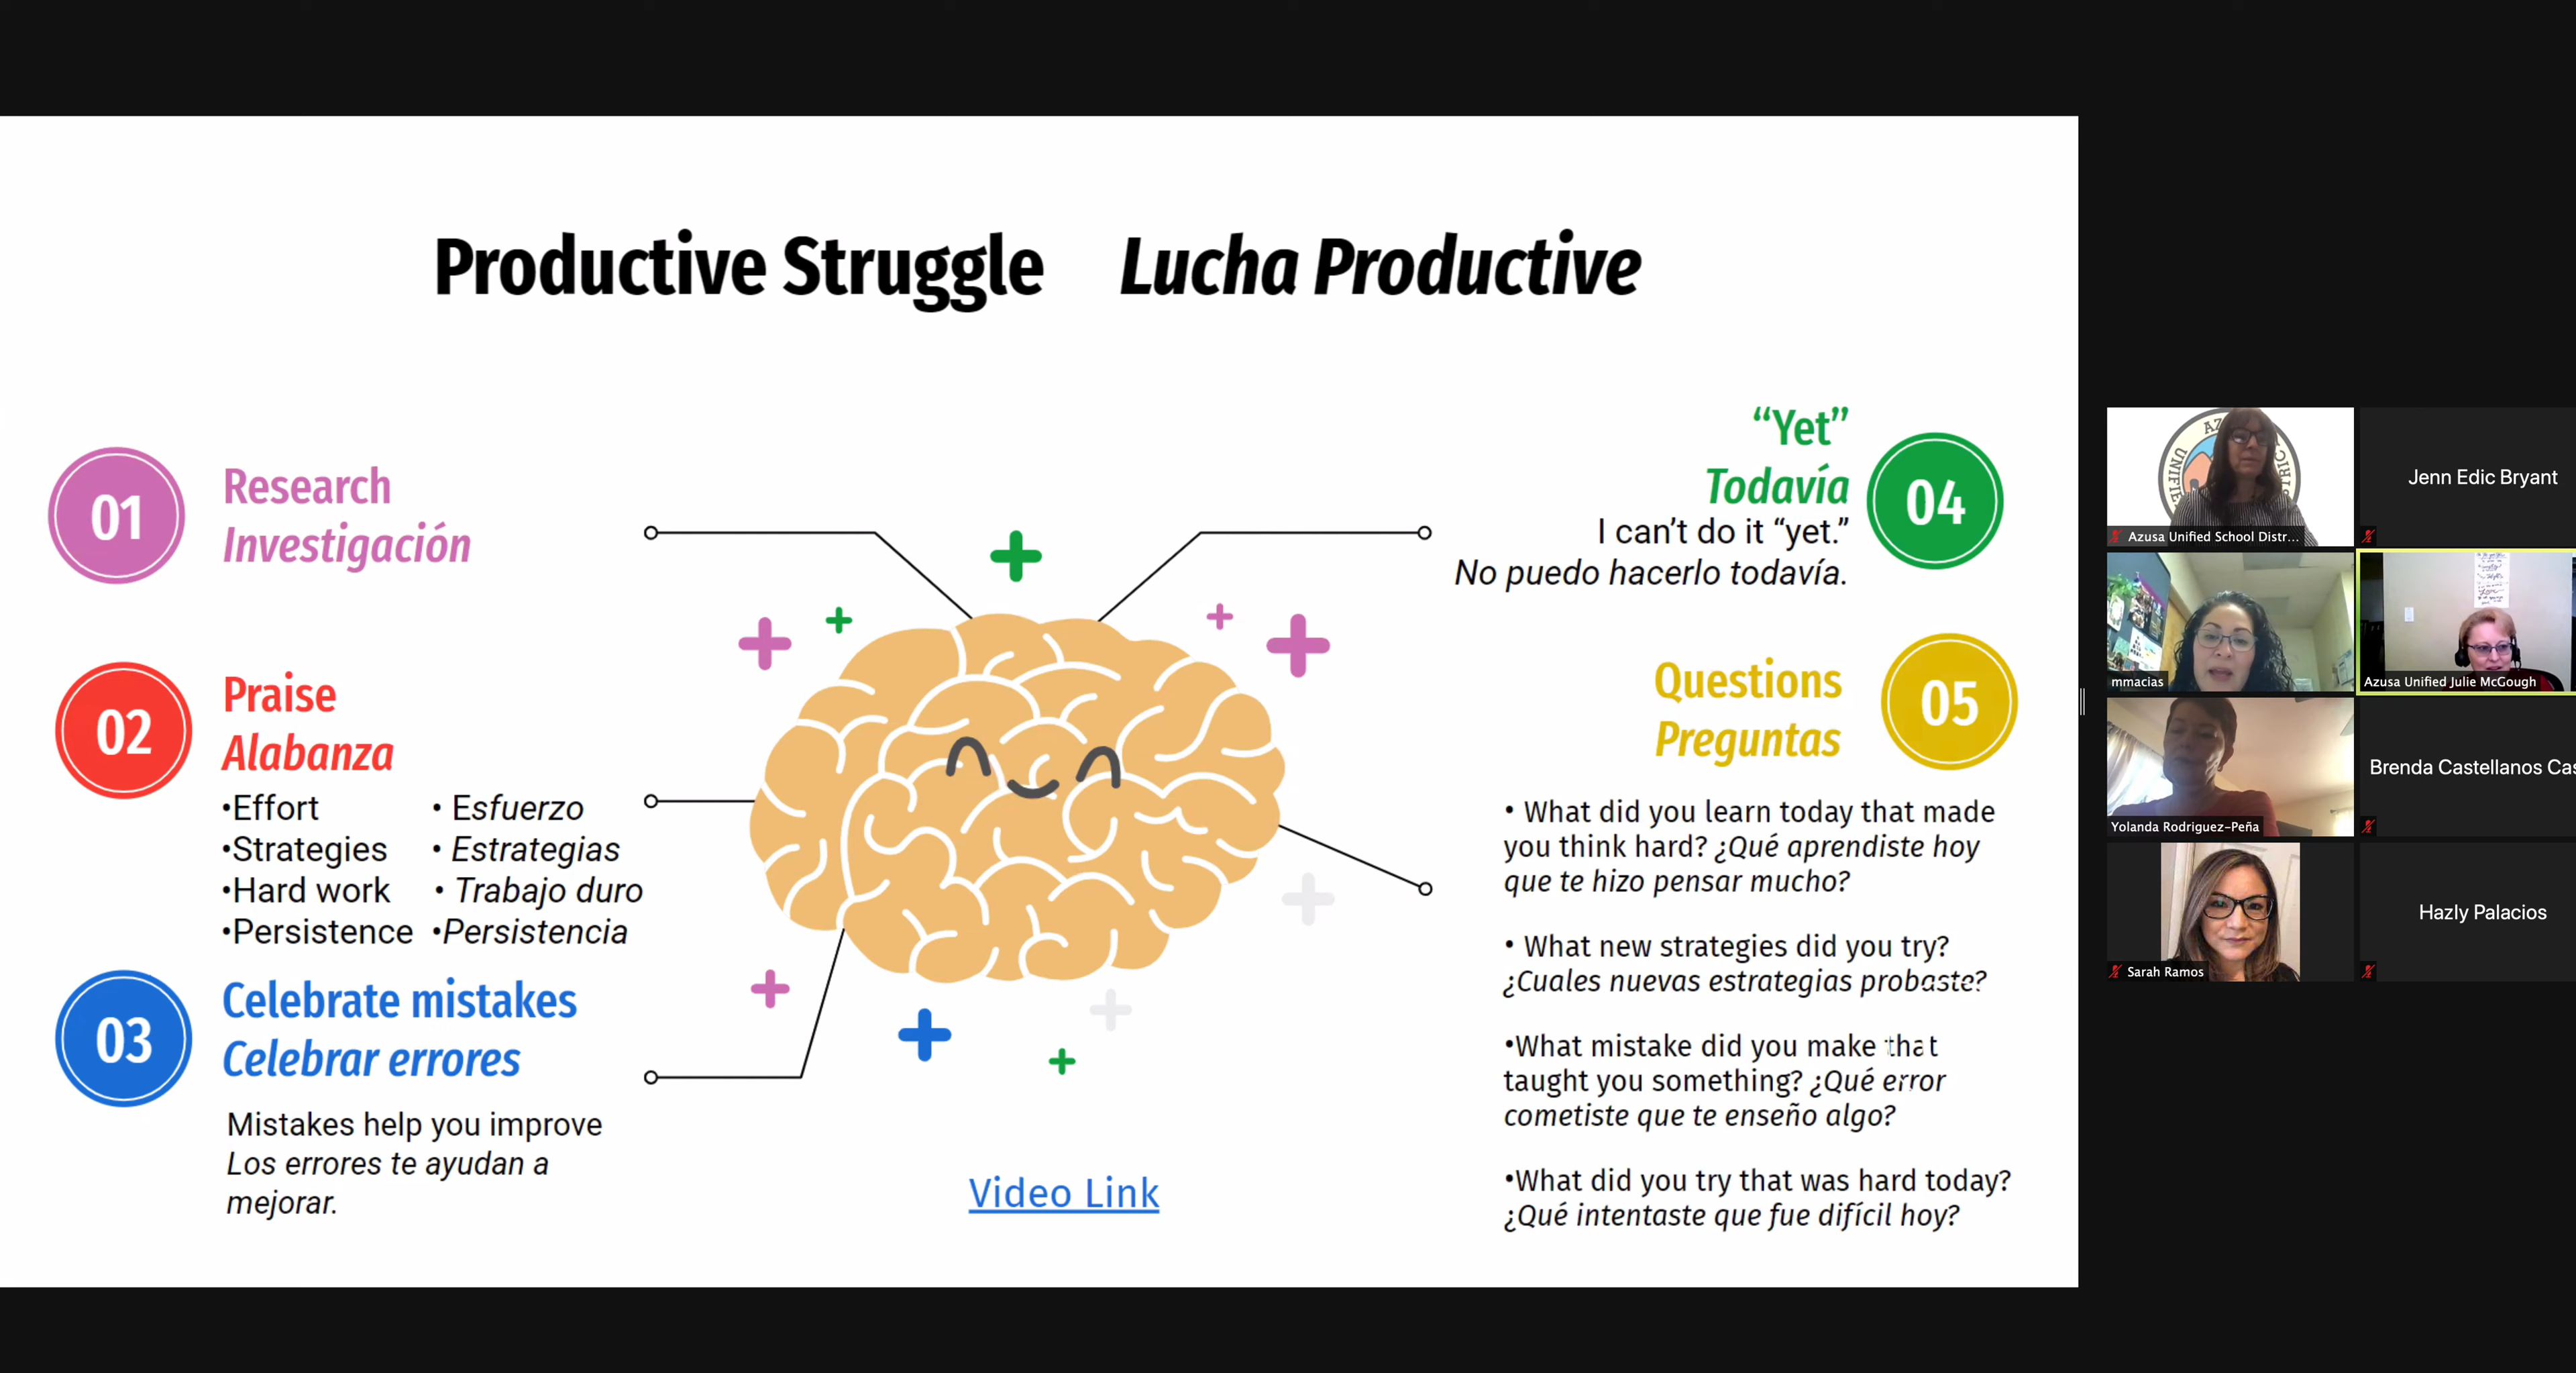 Productive Struggle Lucha Productive
01
Research
Investigación
02
Praise
Alabanza
•Effort • Esfuerzo
•Strategies • Estrategias
•Hard work • Trabajo duro
•Persistence •Persistencia
03
Celebrate mistakes
Celebrar errores
Mistakes help you improve
Los errores te ayudan a
mejorar.
Video Link
“Yet”
Todavía
04
I can’t do it “yet.”
No puedo hacerlo todavía.
Questions
Preguntas
05
• What did you learn today that made
you think hard? ¿Qué aprendiste hoy
que te hizo pensar mucho?
• What new strategies did you try?
¿Cuales nuevas estrategias probaste?
•What mistake did you make that
taught you something? ¿Qué error
cometiste que te enseño algo?
•What did you try that was hard today?
¿Qué intentaste que fue difícil hoy?
Azusa Unified School Distr...
Jenn Edic Bryant
mmacias
Azusa Unified Julie McGough
Yolanda Rodriguez-Peña
Brenda Castellanos Cas
Sarah Ramos
Hazly Palacios